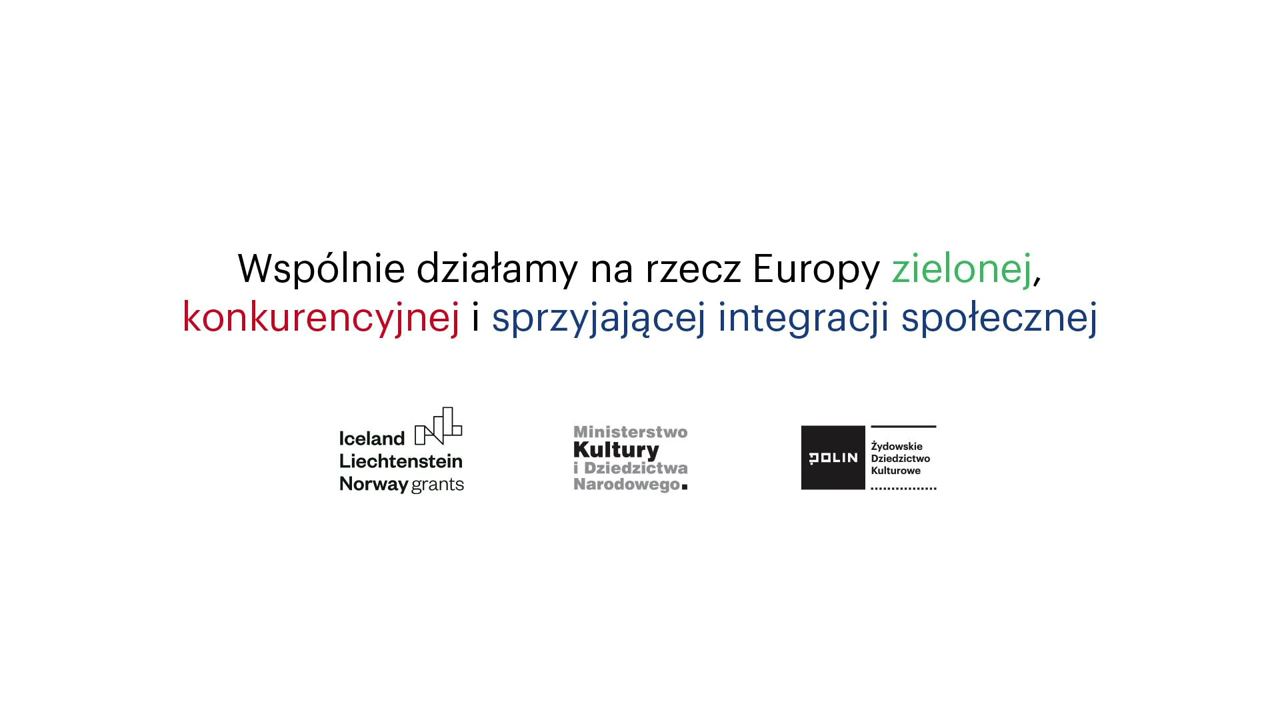 Wspólnie działamy na rzecz Europy zielonej,
konkurencyjnej i sprzyjającej integracji społecznej
Iceland
Liechtenstein
Norway grants
Ministerstwo
Kultury
i Dziedzictwa
Narodowego.
POLIN
Żydowskie
Dziedzictwo
Kulturowe